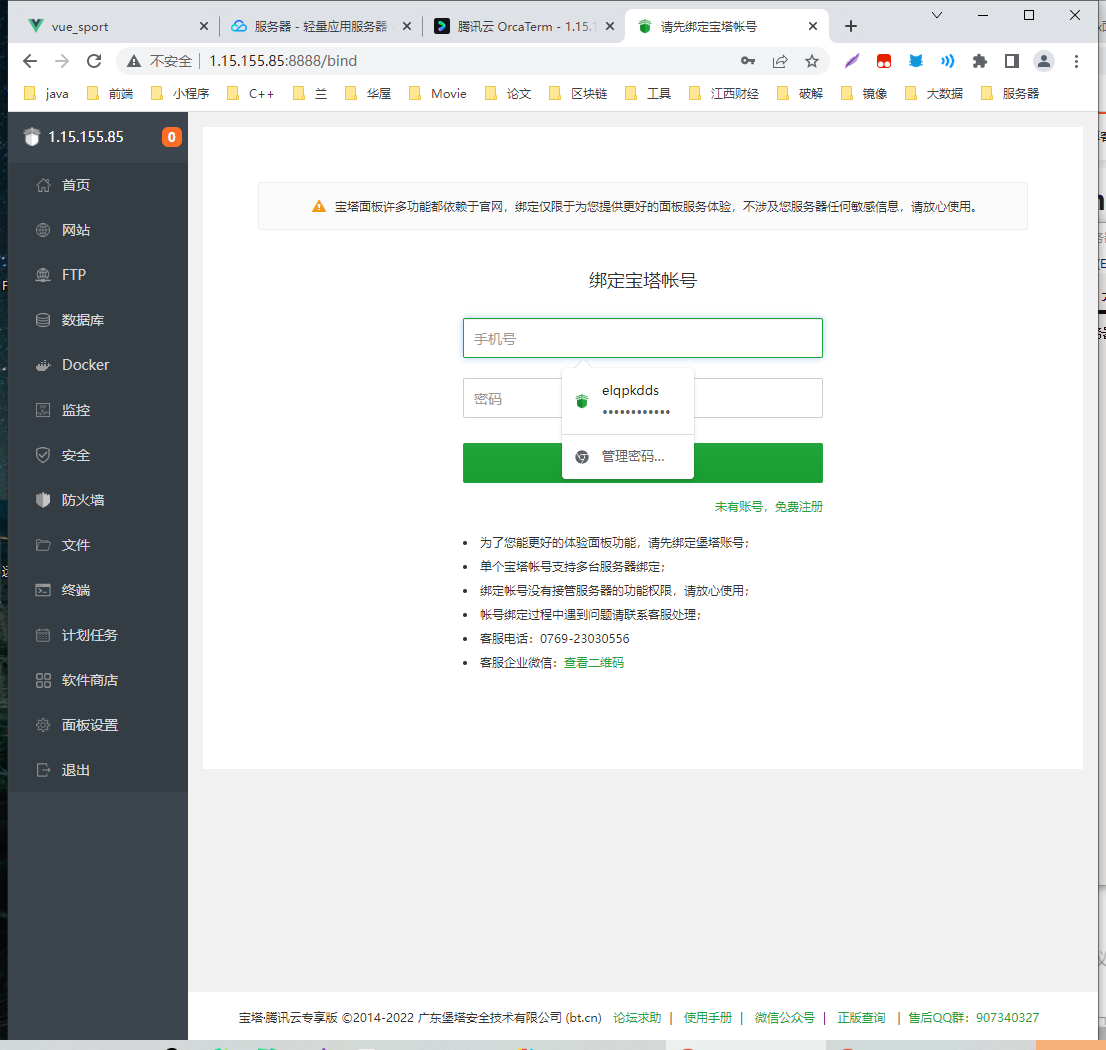 vue_sport
服务器 - 轻量应用服务器
腾讯云 OrcaTerm - 1.15.1
请先绑定宝塔帐号
不安全 1.15.155.85:8888/bind
java 前端 小程序 C++ 兰 华屋 Movie 论文 区块链 工具 江西财经 破解 镜像 大数据 服务器
1.15.155.85 0
首页
网站
FTP
数据库
Docker
监控
安全
防火墙
文件
终端
计划任务
软件商店
面板设置
退出
宝塔面板许多功能都依赖于官网，绑定仅限于为您提供更好的面板服务体验，不涉及您服务器任何敏感信息，请放心使用。
绑定宝塔帐号
手机号
密码
elqpkdds
••••••••••••
管理密码...
未有账号，免费注册
• 为了您能更好的体验面板功能，请先绑定堡塔账号；
• 单个宝塔帐号支持多台服务器绑定；
• 绑定帐号没有接管服务器的功能权限，请放心使用；
• 帐号绑定过程中遇到问题请联系客服处理；
• 客服电话：0769-23030556
• 客服企业微信：查看二维码
宝塔·腾讯云专享版 ©2014-2022 广东堡塔安全技术有限公司 (bt.cn) 论坛求助 | 使用手册 | 微信公众号 | 正版查询 | 售后QQ群：907340327